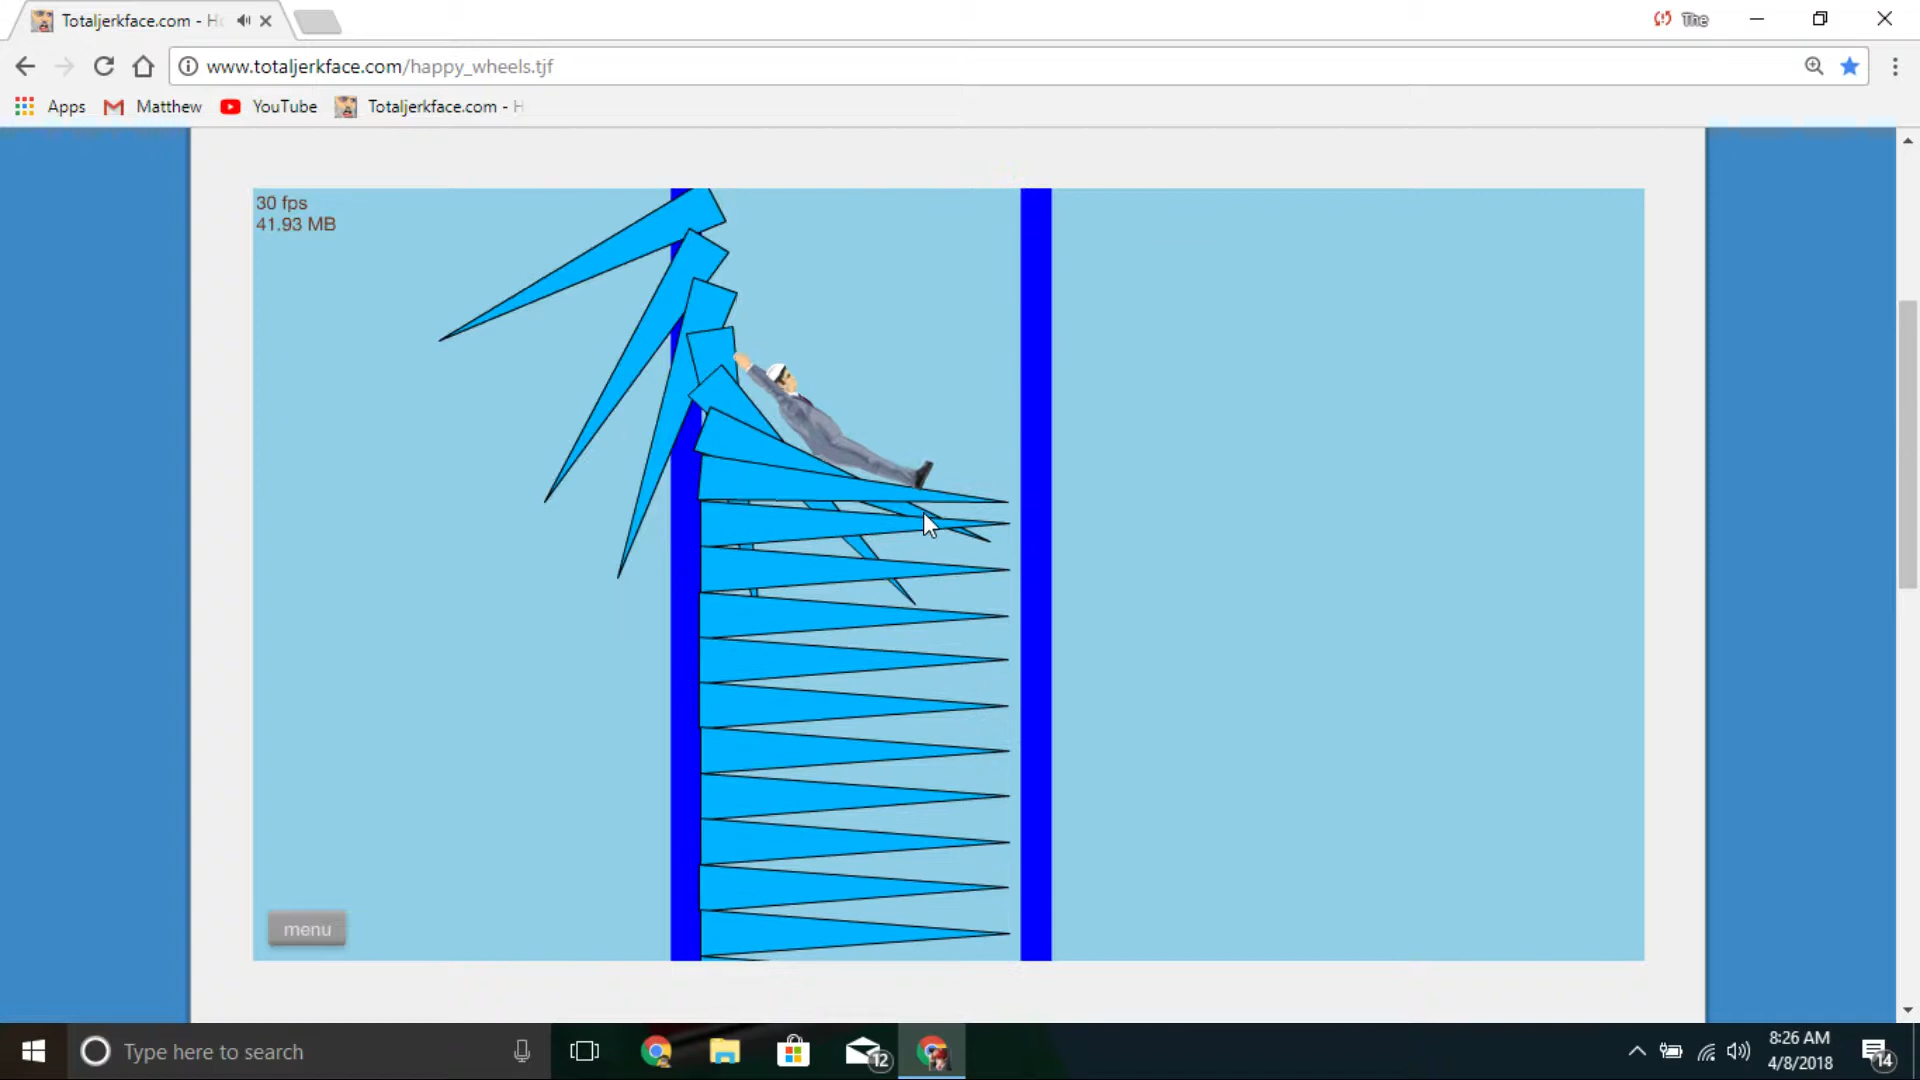 Totaljerkface.com - H
The
www.totaljerkface.com/happy_wheels.tjf
Apps Matthew YouTube Totaljerkface.com - H
30 fps
41.93 MB
menu
Type here to search
12
8:26 AM
4/8/2018
14